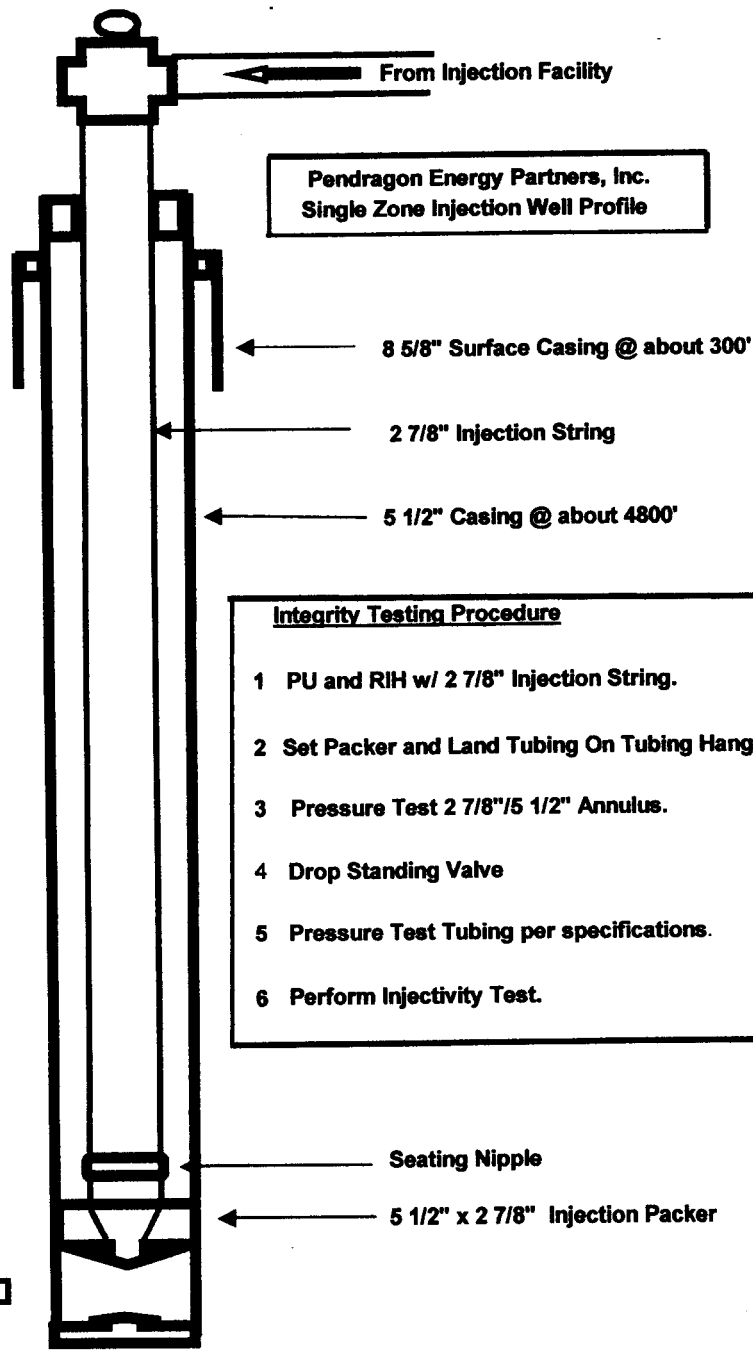 From Injection Facility
Pendragon Energy Partners, Inc.
Single Zone Injection Well Profile
8 5/8" Surface Casing @ about 300'
2 7/8" Injection String
5 1/2" Casing @ about 4800'
Integrity Testing Procedure
1 PU and RIH w/ 2 7/8" Injection String.
2 Set Packer and Land Tubing On Tubing Hang
3 Pressure Test 2 7/8"/5 1/2" Annulus.
4 Drop Standing Valve
5 Pressure Test Tubing per specifications.
6 Perform Injectivity Test.
Seating Nipple
5 1/2" x 2 7/8" Injection Packer